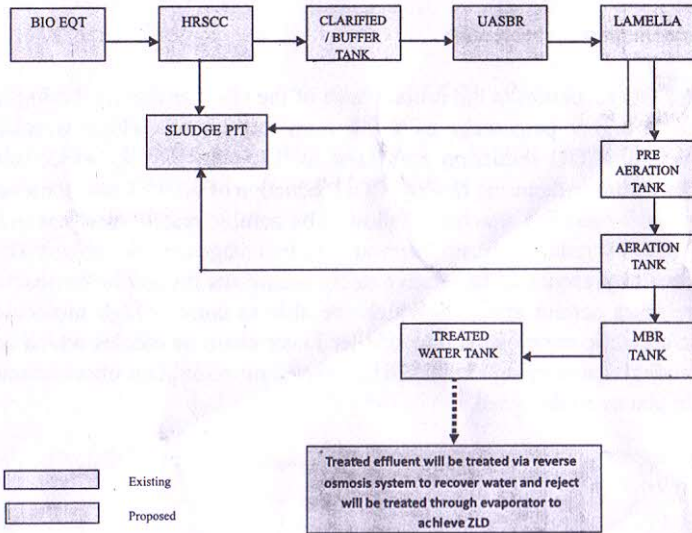 BIO EQT
HRSCC
CLARIFIED
/ BUFFER
TANK
UASBR
LAMELLA
SLUDGE PIT
PRE
AERATION
TANK
AERATION
TANK
MBR
TANK
TREATED
WATER TANK
Treated effluent will be treated via reverse
osmosis system to recover water and reject
will be treated through evaporator to
achieve ZLD
Existing
Proposed